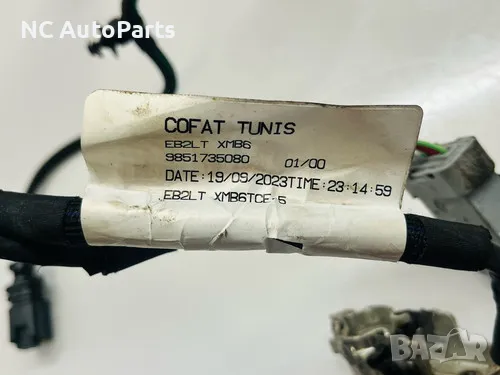 NC AutoParts
COFAT TUNIS
EB2LT XMB6
9851735080 01/00
DATE:19/09/2023TIME:23:14:59
EB2LT XMB6TCE:5
bazar